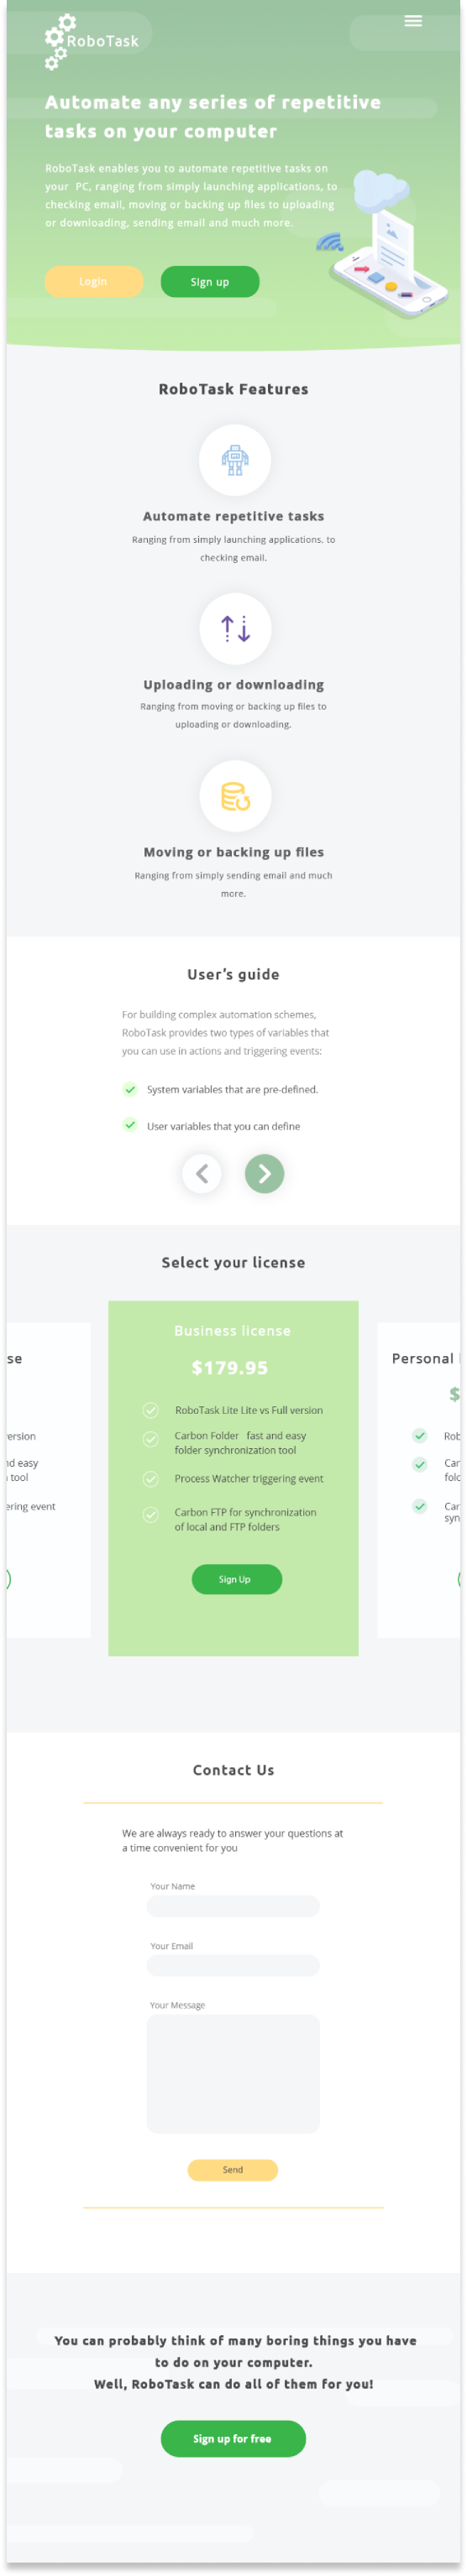 RoboTask
Automate any series of repetitive
tasks on your computer
RoboTask enables you to automate repetitive tasks on
your PC, ranging from simply launching applications, to
checking email, moving or backing up files to uploading
or downloading, sending email and much more.
Login
Sign up
RoboTask Features
Automate repetitive tasks
Ranging from simply launching applications, to
checking email.
Uploading or downloading
Ranging from moving or backing up files to
uploading or downloading.
Moving or backing up files
Ranging from simply sending email and much
more.
User's guide
For building complex automation schemes,
RoboTask provides two types of variables that
you can use in actions and triggering events:
System variables that are pre-defined.
User variables that you can define
Select your license
se
ersion
nd easy
tool
ering event
Business license
$179.95
RoboTask Lite Lite vs Full version
Carbon Folder fast and easy
folder synchronization tool
Process Watcher triggering event
Carbon FTP for synchronization
of local and FTP folders
Sign Up
Personal
$
Rob
Car
folc
Car
syn
Contact Us
We are always ready to answer your questions at
a time convenient for you
Your Name
Your Email
Your Message
Send
You can probably think of many boring things you have
to do on your computer.
Well, RoboTask can do all of them for you!
Sign up for free